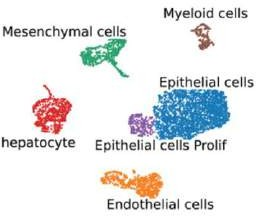 Myeloid cells
Mesenchymal cells
Epithelial cells
hepatocyte
Epithelial cells Prolif
Endothelial cells